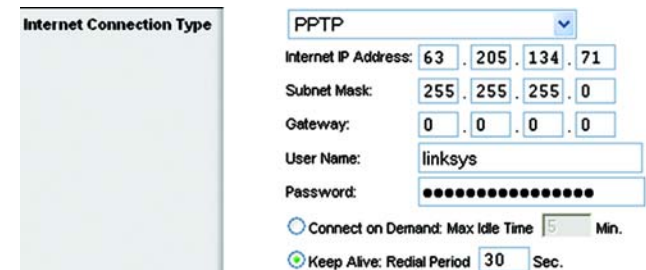 Internet Connection Type PPTP
Internet IP Address: 63 . 205 . 134 . 71
Subnet Mask: 255 . 255 . 255 . 0
Gateway: 0 . 0 . 0 . 0
User Name: linksys
Password: ●●●●●●●●●●●●●●●●
Connect on Demand: Max Idle Time 5 Min.
Keep Alive: Redial Period 30 Sec.